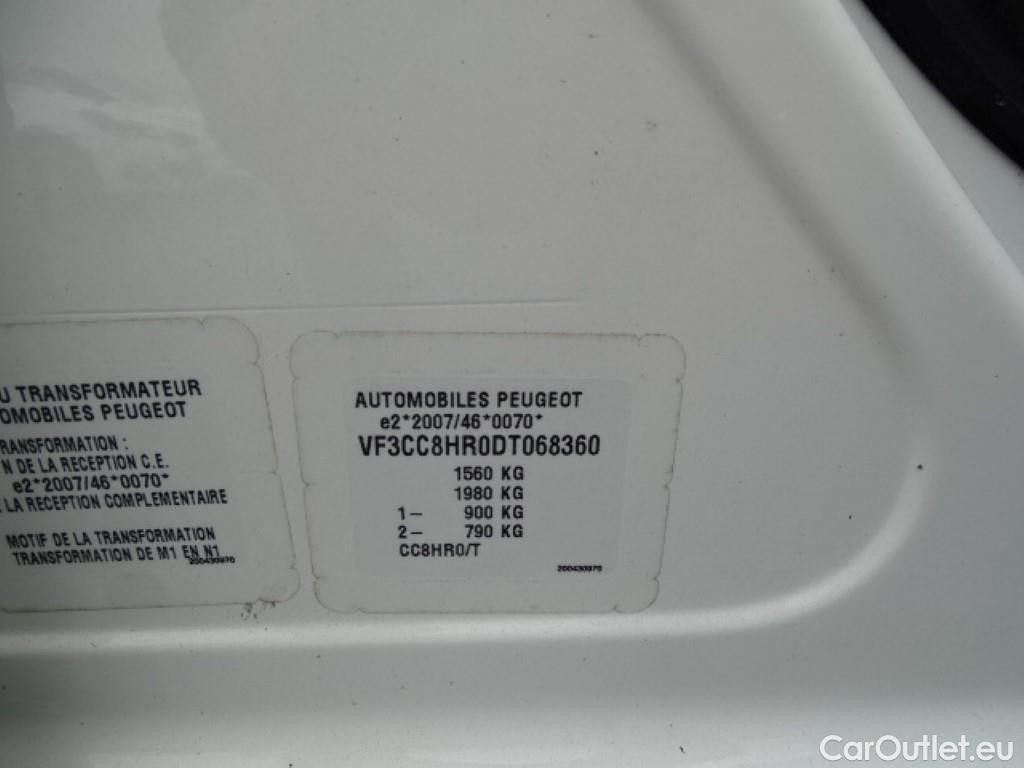 U TRANSFORMATEUR
OMOBILES PEUGEOT
RANSFORMATION :
N DE LA RECEPTION C.E.
e2*2007/46*0070*
LA RECEPTION COMPLEMENTAIRE
MOTIF DE LA TRANSFORMATION
TRANSFORMATION DE M1 EN N1
200430970
AUTOMOBILES PEUGEOT
e2*2007/46*0070*
VF3CC8HR0DT068360
1560 KG
1980 KG
1- 900 KG
2- 790 KG
CC8HR0/T
200430970
CarOutlet.eu